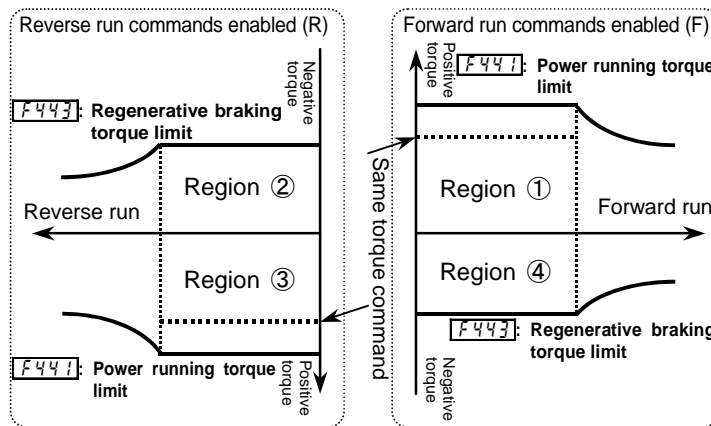 Reverse run commands enabled (R)
Negative
torque
F443: Regenerative braking
torque limit
Region ②
Reverse run
Region ③
F441: Power running torque
limit
Positive
torque
Same torque command
Forward run commands enabled (F)
Positive
torque
F441: Power running torque
limit
Region ①
Forward run
Region ④
F443: Regenerative braking
torque limit
Negative
torque